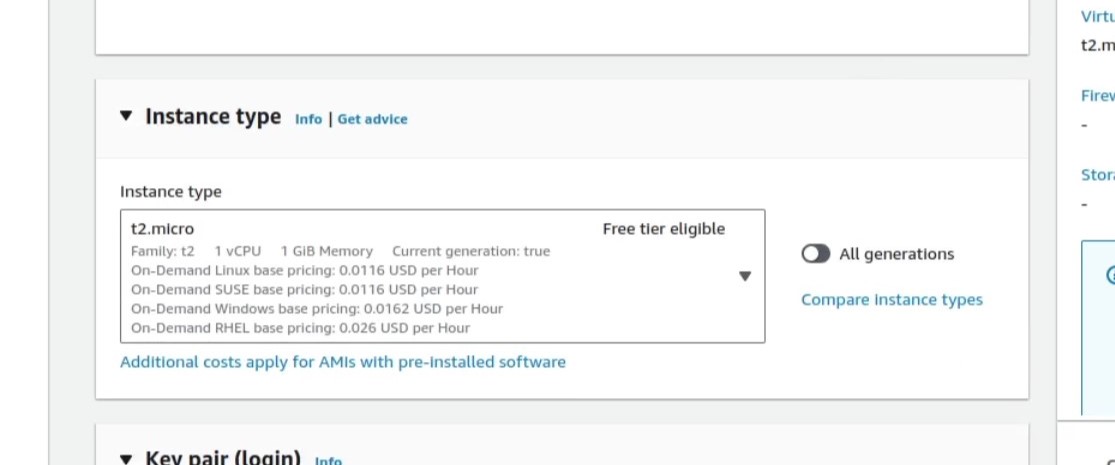 Instance type Info | Get advice
Instance type
t2.micro Free tier eligible
Family: t2 1 vCPU 1 GiB Memory Current generation: true
On-Demand Linux base pricing: 0.0116 USD per Hour
On-Demand SUSE base pricing: 0.0116 USD per Hour
On-Demand Windows base pricing: 0.0162 USD per Hour
On-Demand RHEL base pricing: 0.026 USD per Hour
All generations
Compare instance types
Additional costs apply for AMIs with pre-installed software
Key pair (login) Info